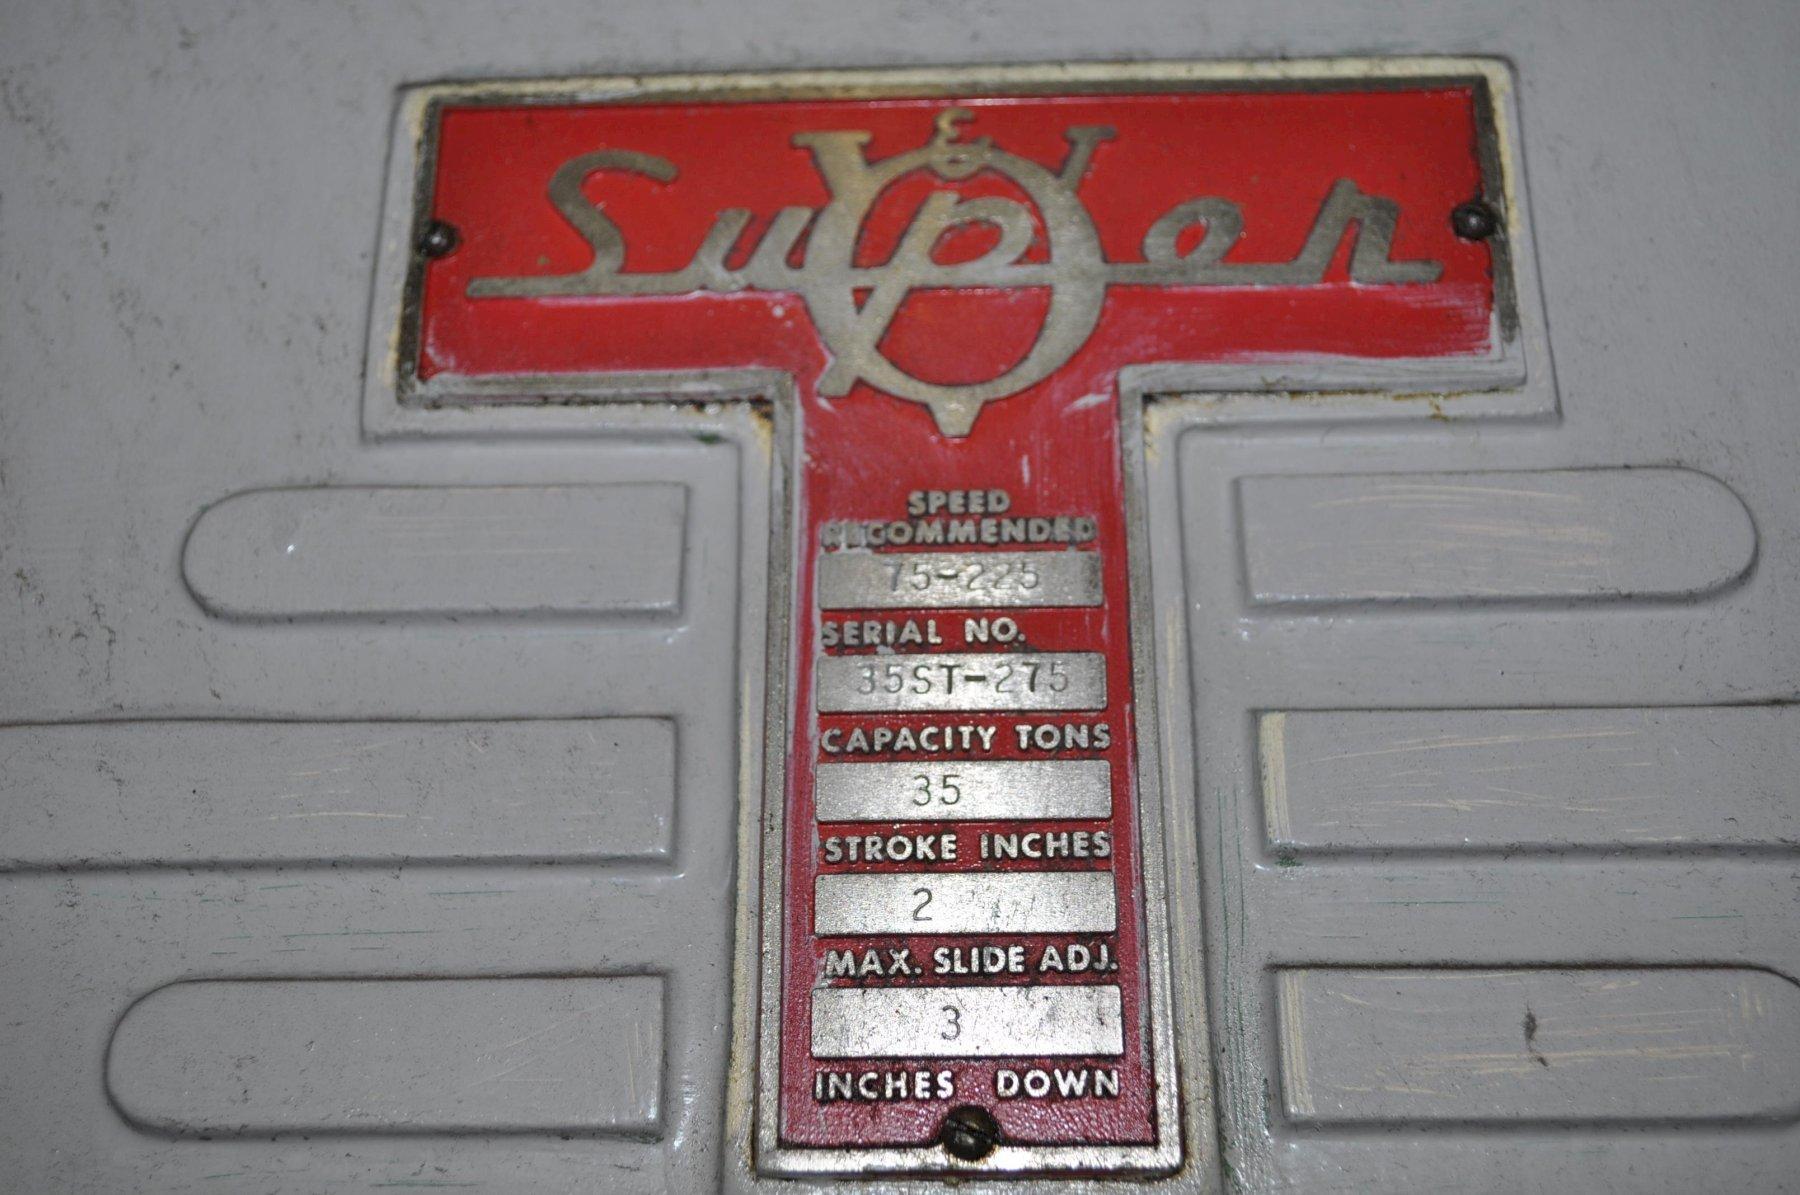 Super
V&O
SPEED
RECOMMENDED
75-225
SERIAL NO.
35ST-275
CAPACITY TONS
35
STROKE INCHES
2
MAX. SLIDE ADJ.
3
INCHES DOWN